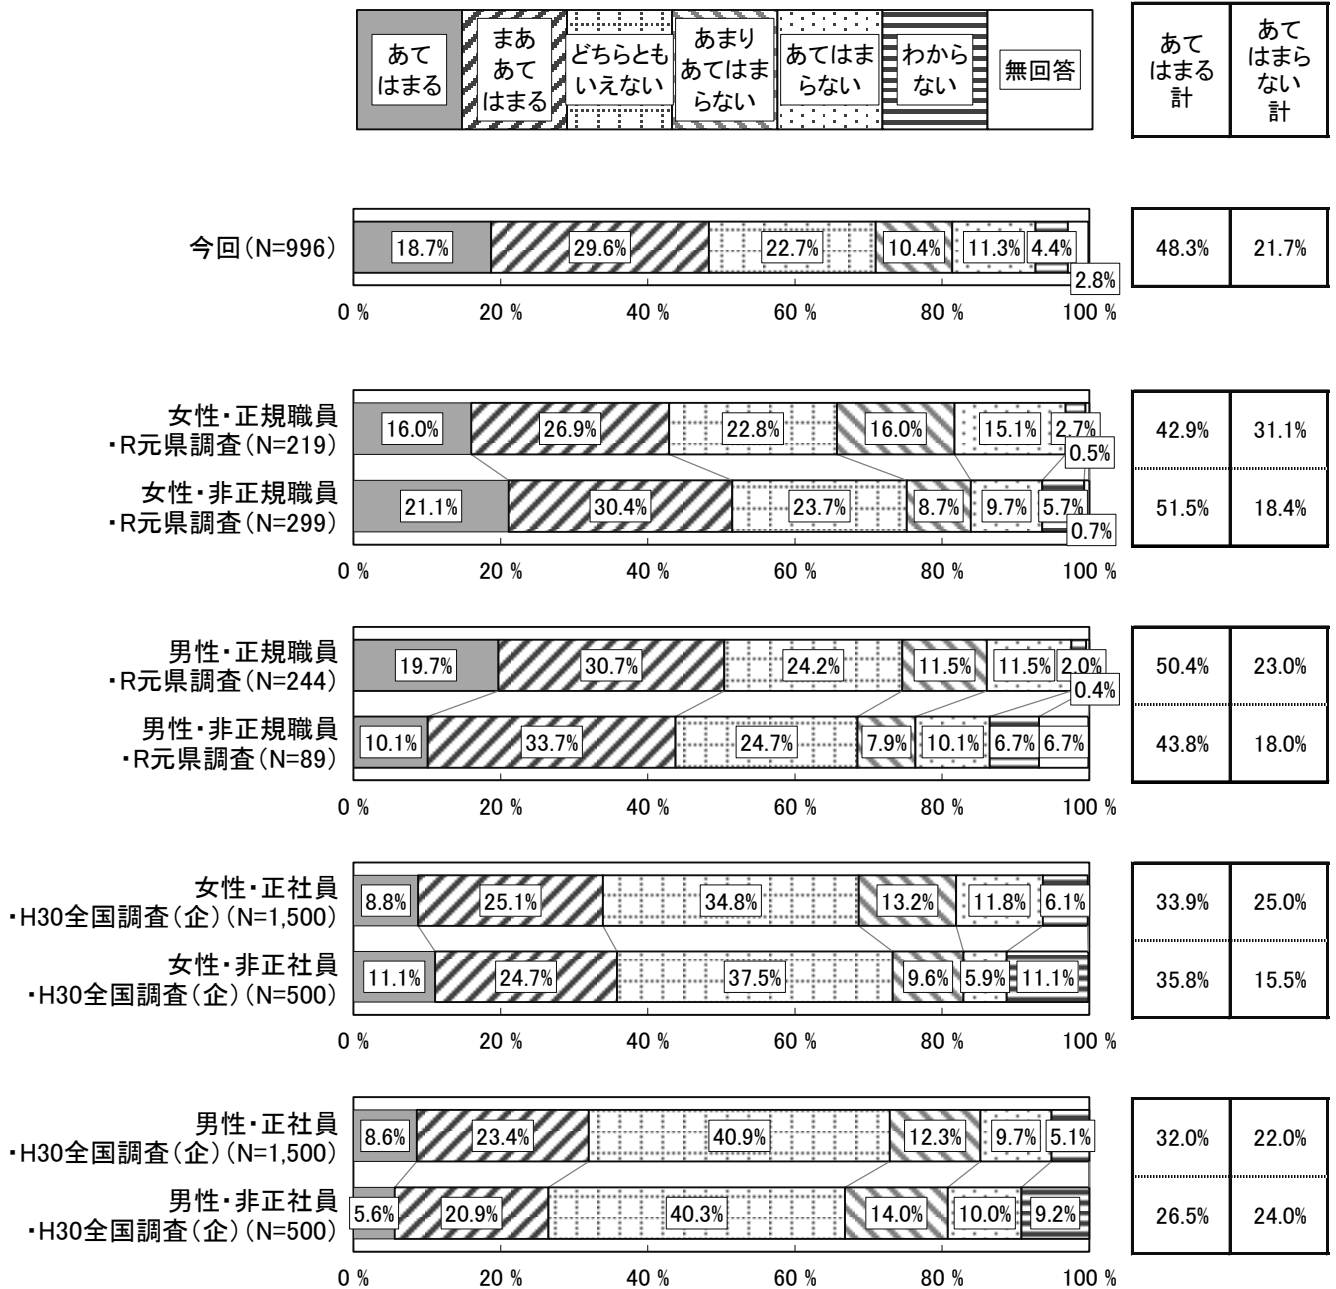 あて
はまる
まあ
あて
はまる
どちらとも
いえない
あまり
あてはま
らない
あてはま
らない
わから
ない
無回答
あて
はまる
計
あて
はまら
ない
計
今回(N=996)
18.7% 29.6% 22.7% 10.4% 11.3% 4.4% 2.8% 48.3% 21.7%
0% 20% 40% 60% 80% 100%
女性・正規職員
・R元県調査(N=219)
16.0% 26.9% 22.8% 16.0% 15.1% 2.7% 0.5% 42.9% 31.1%
女性・非正規職員
・R元県調査(N=299)
21.1% 30.4% 23.7% 8.7% 9.7% 5.7% 0.7% 51.5% 18.4%
0% 20% 40% 60% 80% 100%
男性・正規職員
・R元県調査(N=244)
19.7% 30.7% 24.2% 11.5% 11.5% 2.0% 0.4% 50.4% 23.0%
男性・非正規職員
・R元県調査(N=89)
10.1% 33.7% 24.7% 7.9% 10.1% 6.7% 6.7% 43.8% 18.0%
0% 20% 40% 60% 80% 100%
女性・正社員
・H30全国調査(企)(N=1,500)
8.8% 25.1% 34.8% 13.2% 11.8% 6.1% 33.9% 25.0%
女性・非正社員
・H30全国調査(企)(N=500)
11.1% 24.7% 37.5% 9.6% 5.9% 11.1% 35.8% 15.5%
0% 20% 40% 60% 80% 100%
男性・正社員
・H30全国調査(企)(N=1,500)
8.6% 23.4% 40.9% 12.3% 9.7% 5.1% 32.0% 22.0%
男性・非正社員
・H30全国調査(企)(N=500)
5.6% 20.9% 40.3% 14.0% 10.0% 9.2% 26.5% 24.0%
0% 20% 40% 60% 80% 100%